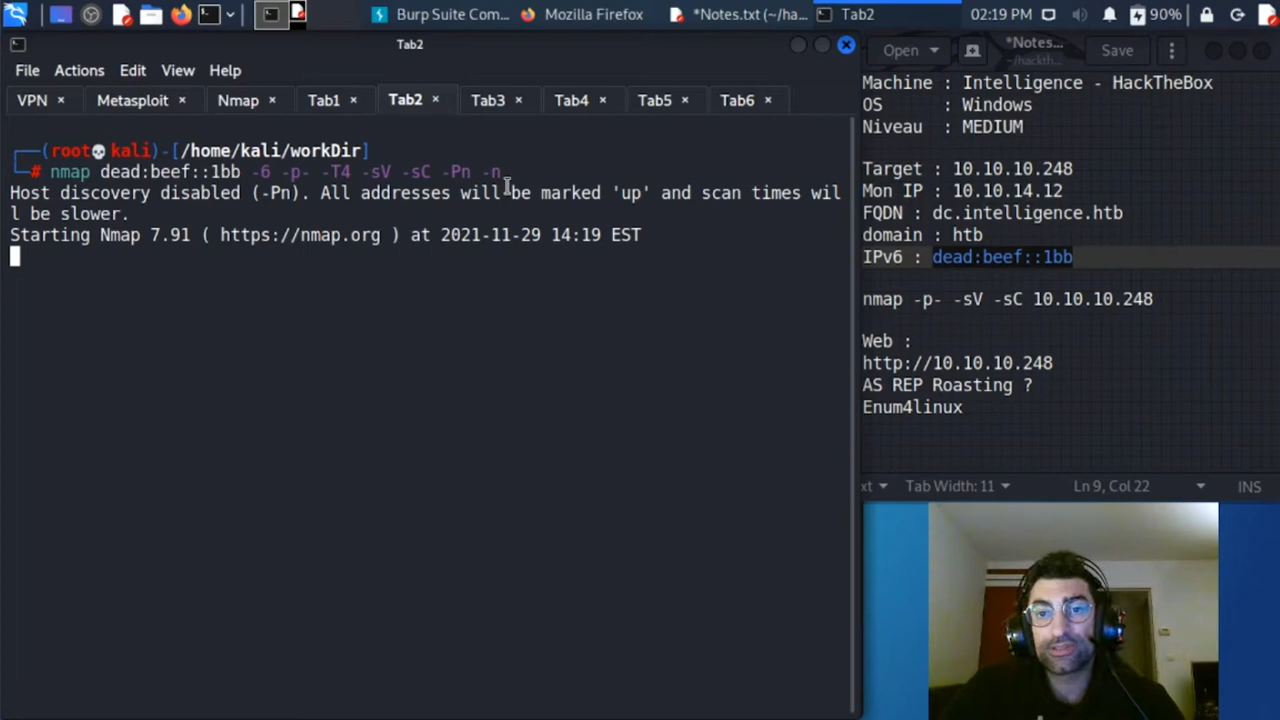 Burp Suite Com...
Mozilla Firefox
*Notes.txt (~/ha...
Tab2
02:19 PM
90%
Tab2
File Actions Edit View Help
VPN × Metasploit × Nmap × Tab1 × Tab2 × Tab3 × Tab4 × Tab5 × Tab6 ×
┌──(root💀kali)-[/home/kali/workDir]
└─# nmap dead:beef::1bb -6 -p- -T4 -sV -sC -Pn -n
Host discovery disabled (-Pn). All addresses will be marked 'up' and scan times wil
l be slower.
Starting Nmap 7.91 ( https://nmap.org ) at 2021-11-29 14:19 EST
Open
*Notes...
~/hackth...
Save
Machine : Intelligence - HackTheBox
OS : Windows
Niveau : MEDIUM
Target : 10.10.10.248
Mon IP : 10.10.14.12
FQDN : dc.intelligence.htb
domain : htb
IPv6 : dead:beef::1bb
nmap -p- -sV -sC 10.10.10.248
Web :
http://10.10.10.248
AS REP Roasting ?
Enum4linux
xt Tab Width: 11 Ln 9, Col 22 INS